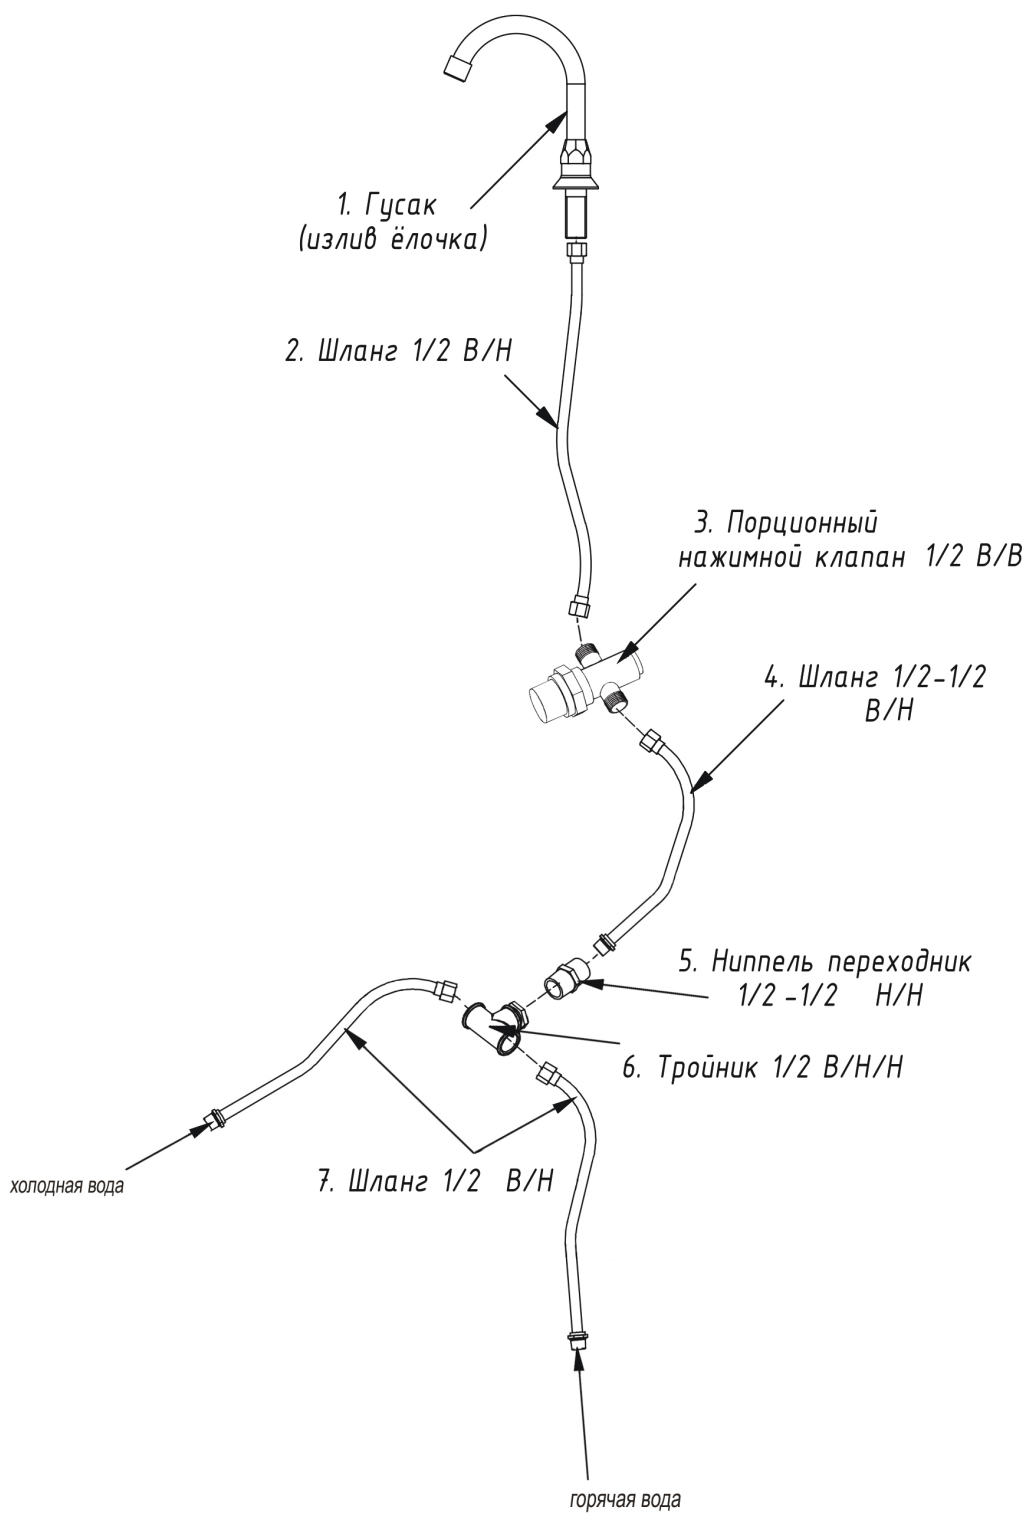 1. Гусак
(излив ёлочка)
2. Шланг 1/2 В/Н
3. Порционный
нажимной клапан 1/2 В/В
4. Шланг 1/2-1/2
В/Н
5. Ниппель переходник
1/2 -1/2 Н/Н
6. Тройник 1/2 В/Н/Н
7. Шланг 1/2 В/Н
холодная вода
горячая вода